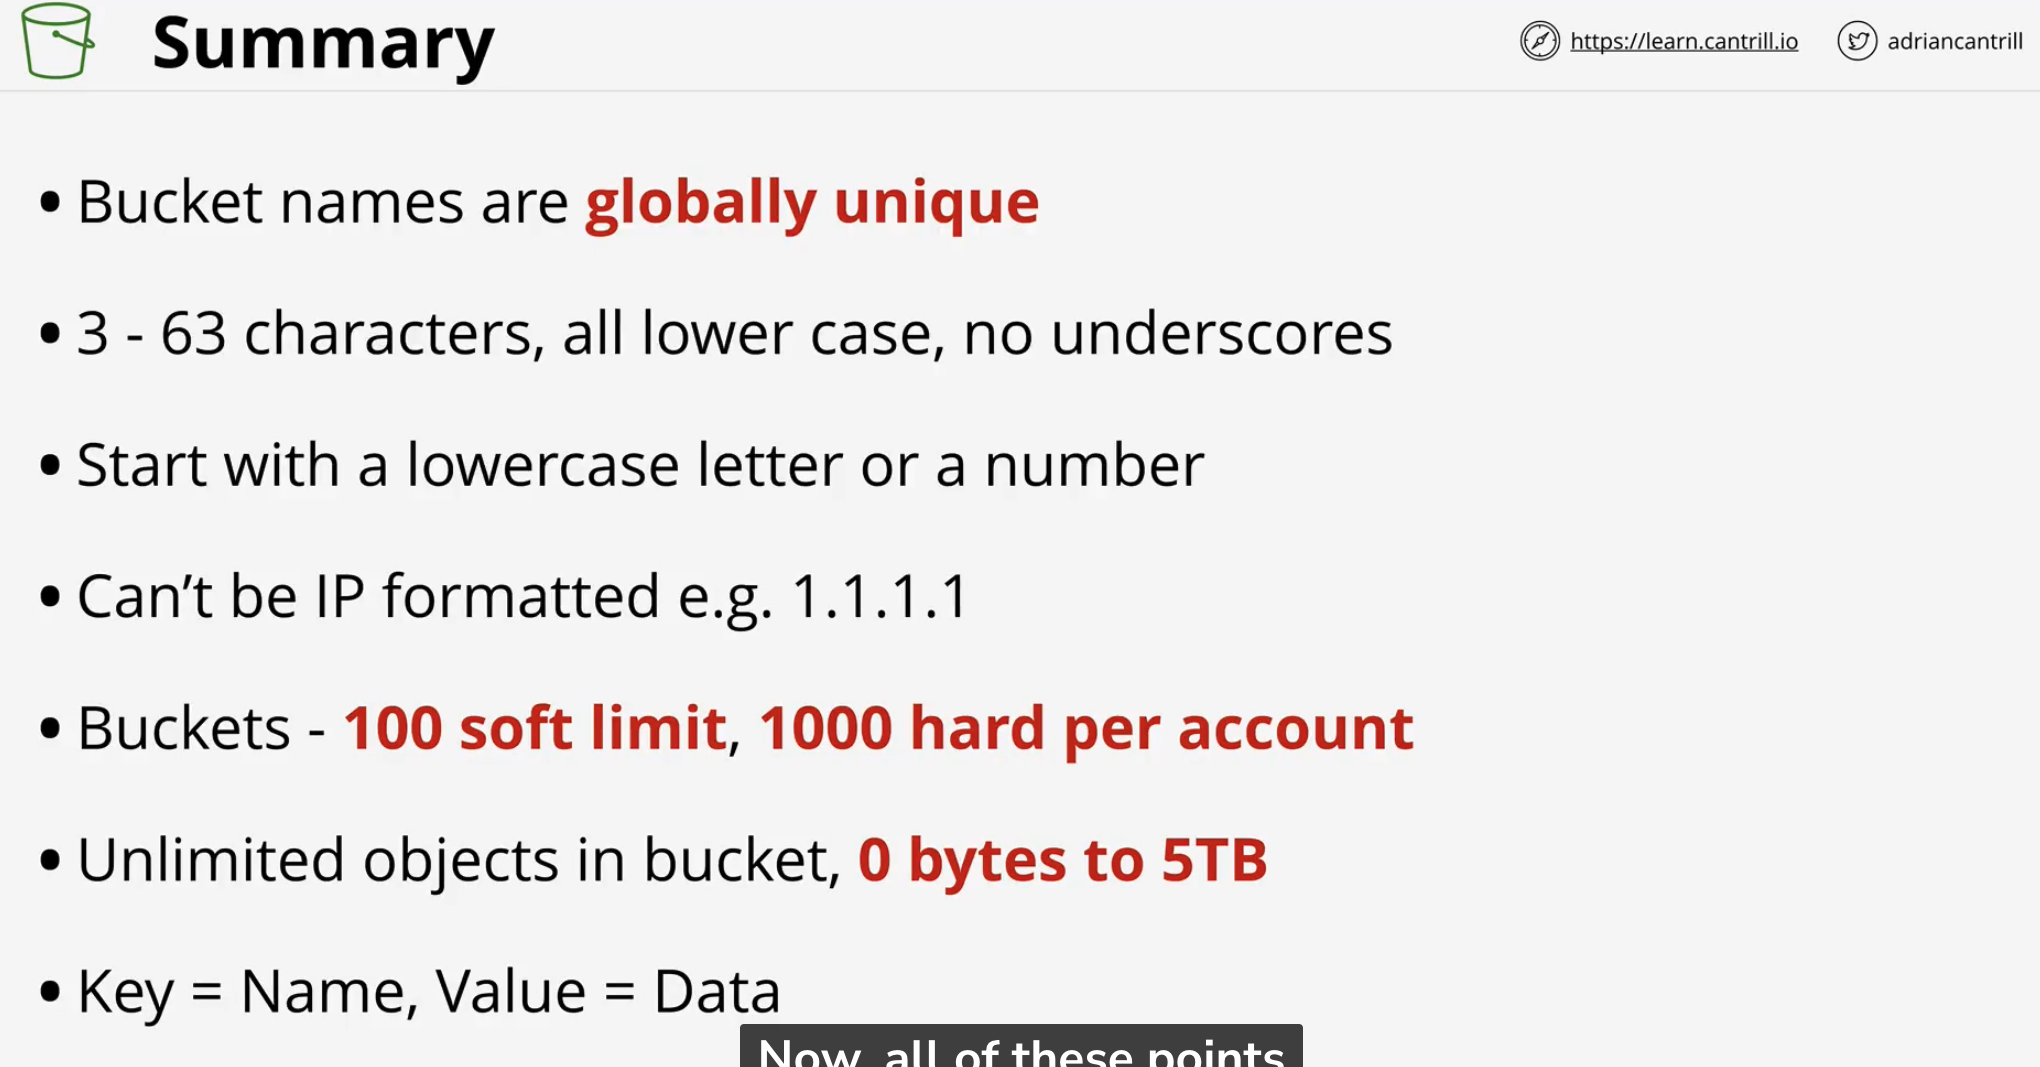 Summary
https://learn.cantrill.io
adriancantrill
• Bucket names are globally unique
• 3 - 63 characters, all lower case, no underscores
• Start with a lowercase letter or a number
• Can’t be IP formatted e.g. 1.1.1.1
• Buckets - 100 soft limit, 1000 hard per account
• Unlimited objects in bucket, 0 bytes to 5TB
• Key = Name, Value = Data
Now, all of these points